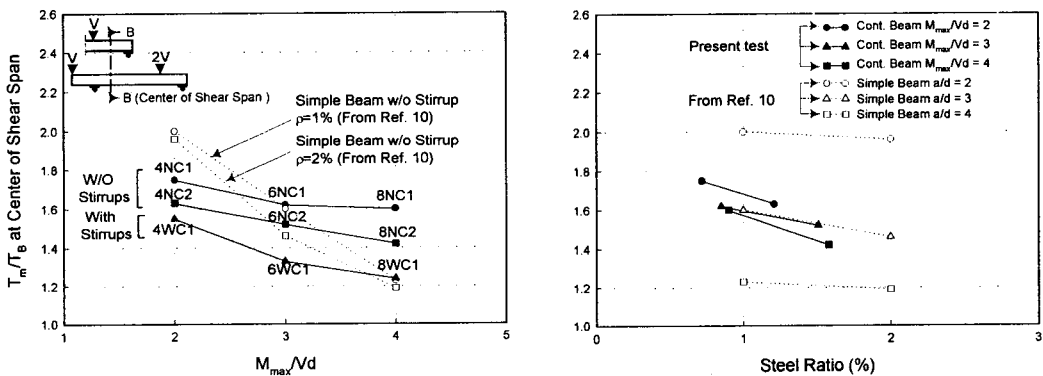 T_m/T_B at Center of Shear Span
2.6
2.4
2.2
2.0
1.8
1.6
1.4
1.2
1.0
V
B
V
2V
B (Center of Shear Span )
Simple Beam w/o Stirrup
ρ=1% (From Ref. 10)
Simple Beam w/o Stirrup
ρ=2% (From Ref. 10)
W/O
Stirrups
With
Stirrups
4NC1
4NC2
4WC1
6NC1
6NC2
6WC1
8NC1
8NC2
8WC1
1
2
3
4
5
M_max/Vd
2.6
2.4
2.2
2.0
1.8
1.6
1.4
1.2
1.0
Present test
Cont. Beam M_max/Vd = 2
Cont. Beam M_max/Vd = 3
Cont. Beam M_max/Vd = 4
From Ref. 10
Simple Beam a/d = 2
Simple Beam a/d = 3
Simple Beam a/d = 4
0
1
2
3
Steel Ratio (%)